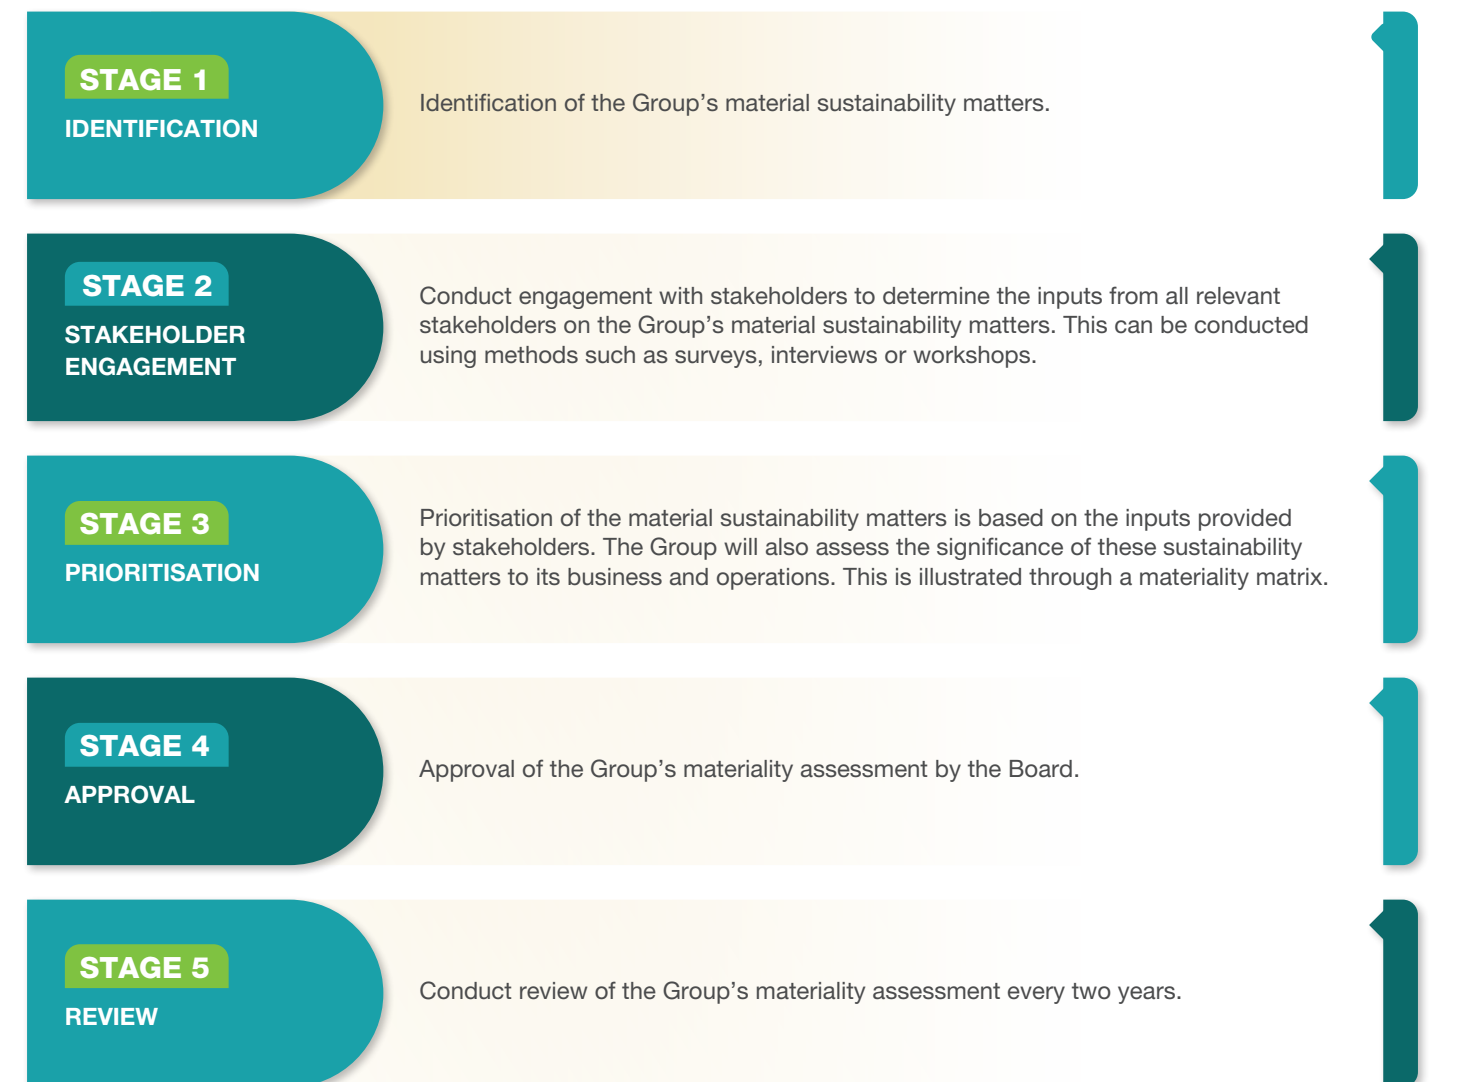 STAGE 1
IDENTIFICATION
Identification of the Group’s material sustainability matters.
STAGE 2
STAKEHOLDER
ENGAGEMENT
Conduct engagement with stakeholders to determine the inputs from all relevant
stakeholders on the Group’s material sustainability matters. This can be conducted
using methods such as surveys, interviews or workshops.
STAGE 3
PRIORITISATION
Prioritisation of the material sustainability matters is based on the inputs provided
by stakeholders. The Group will also assess the significance of these sustainability
matters to its business and operations. This is illustrated through a materiality matrix.
STAGE 4
APPROVAL
Approval of the Group’s materiality assessment by the Board.
STAGE 5
REVIEW
Conduct review of the Group’s materiality assessment every two years.